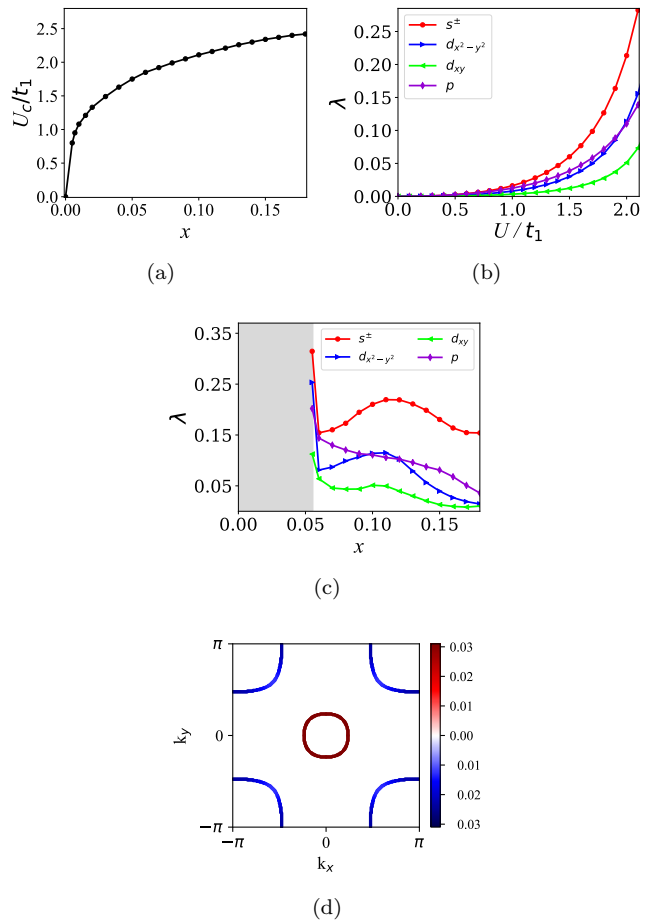 2.5
2.0
1.5
1.0
0.5
0.0
0.00 0.05 0.10 0.15
U_c/t_1
x
(a)
0.25
0.20
0.15
0.10
0.05
0.00
0.0 0.5 1.0 1.5 2.0
λ
U/t_1
s^±
d_{x^2-y^2}
d_{xy}
p
(b)
0.35
0.25
0.15
0.05
0.00 0.05 0.10 0.15
λ
x
s^± d_{xy}
d_{x^2-y^2} p
(c)
π
0
−π
−π 0 π
k_y
k_x
0.03
0.02
0.01
0.00
0.01
0.02
0.03
(d)